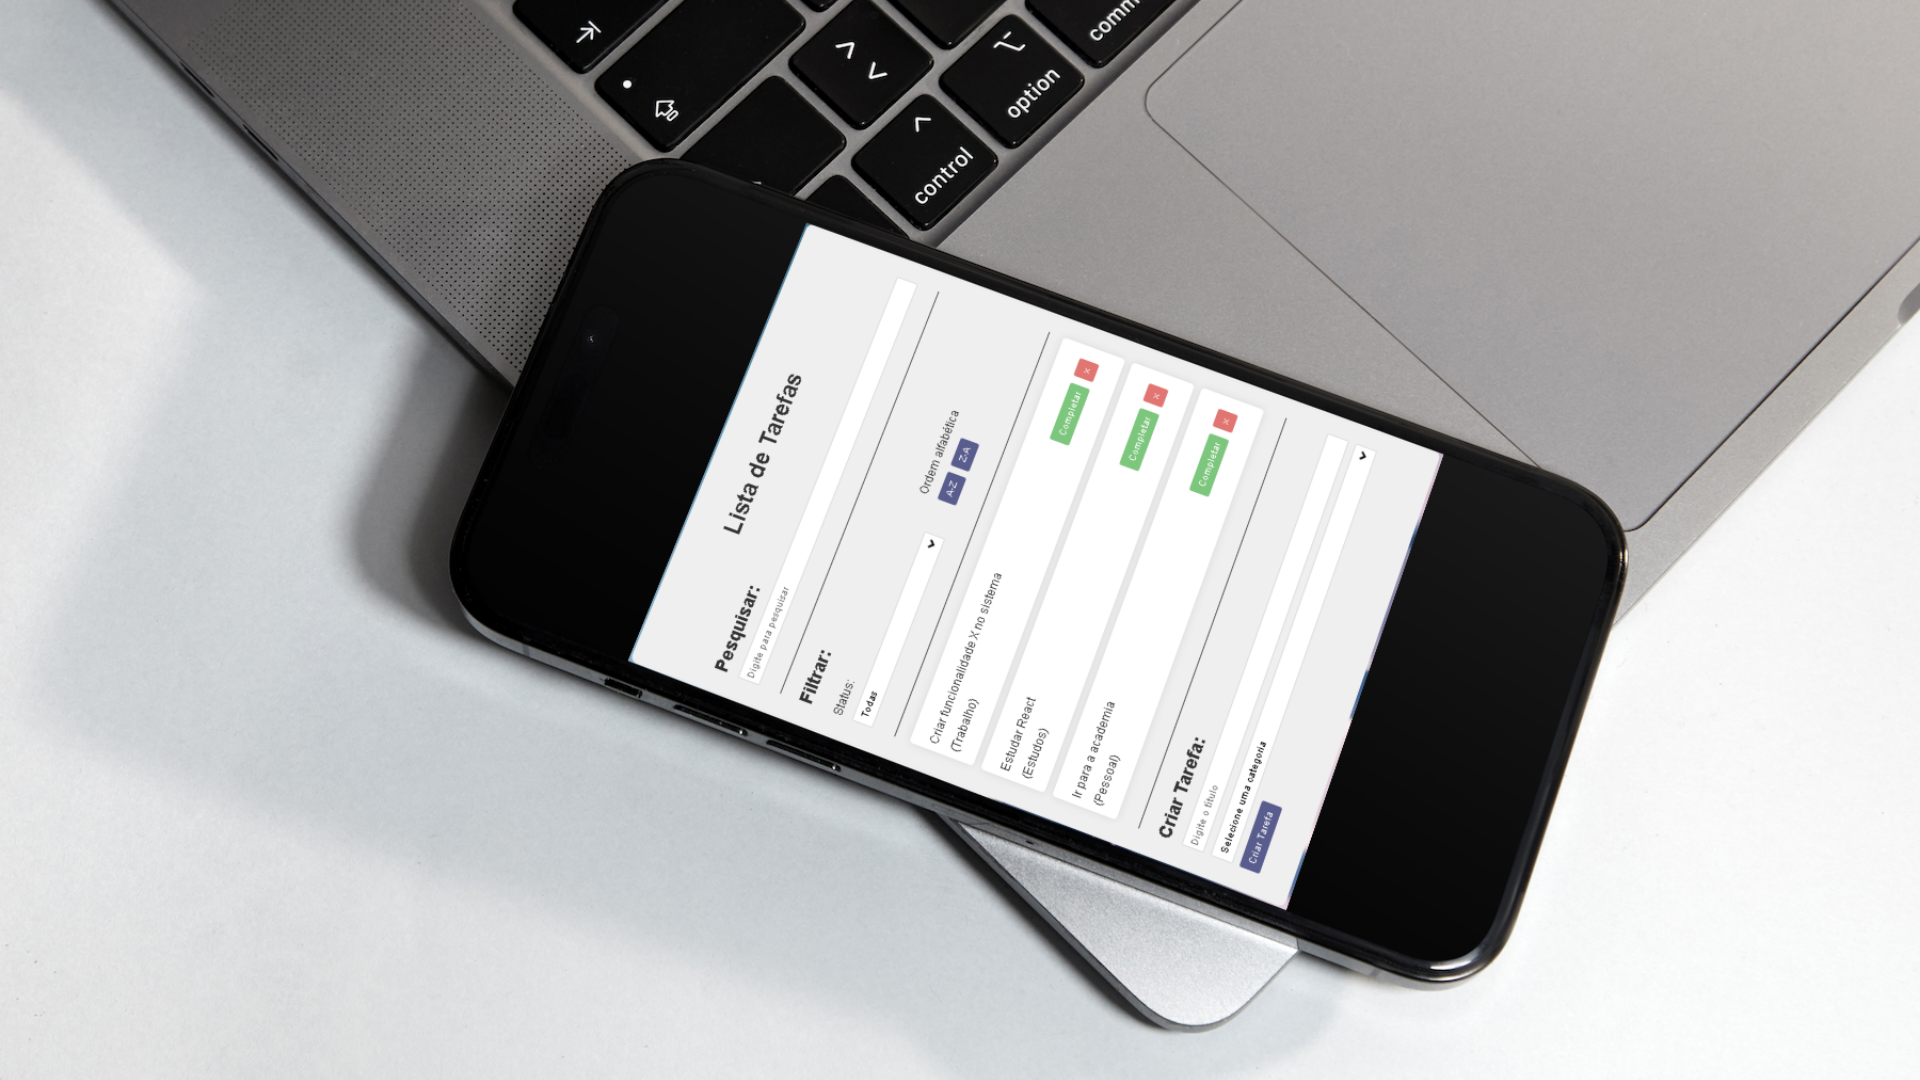 comm
option
control
Lista de Tarefas
Pesquisar:
Digite para pesquisar
Filtrar:
Status:
Todas
Ordem alfabética
A-Z Z-A
Criar funcionalidade X no sistema
(Trabalho)
Completar X
Estudar React
(Estudos)
Completar X
Ir para a academia
(Pessoal)
Completar X
Criar Tarefa:
Digite o título
Selecione uma categoria
Criar Tarefa